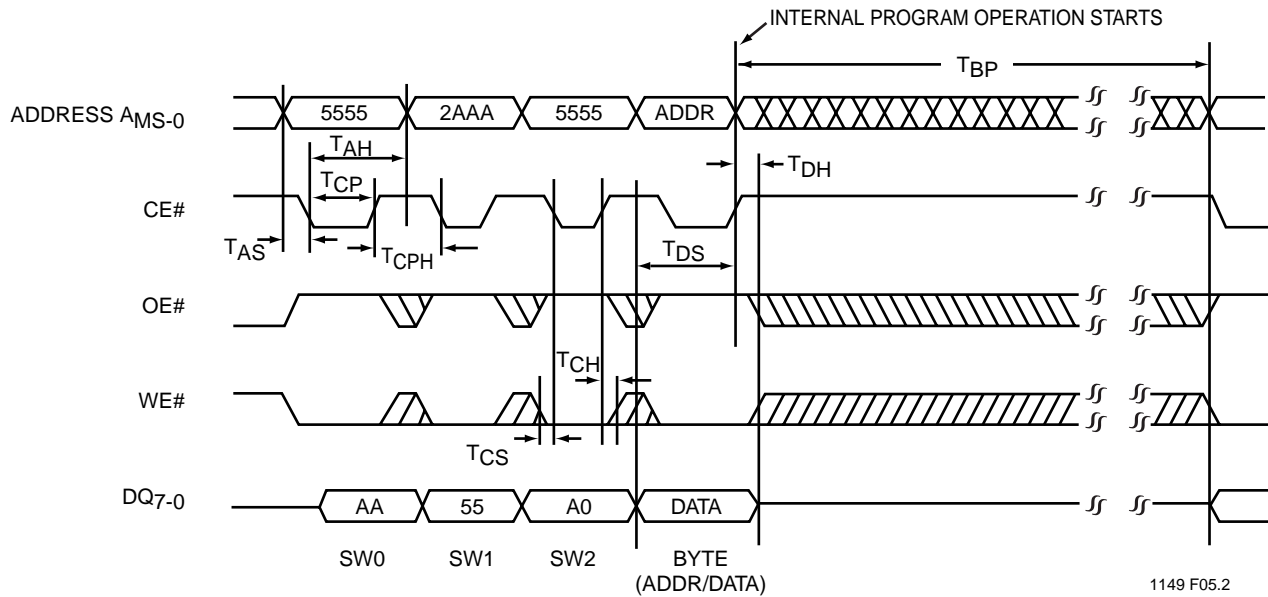 INTERNAL PROGRAM OPERATION STARTS
TBP
ADDRESS AMS-0
5555
2AAA
5555
ADDR
TAH
TDH
TCP
CE#
TAS
TCPH
TDS
OE#
TCH
WE#
TCS
DQ7-0
AA
55
A0
DATA
SW0
SW1
SW2
BYTE
(ADDR/DATA)
1149 F05.2